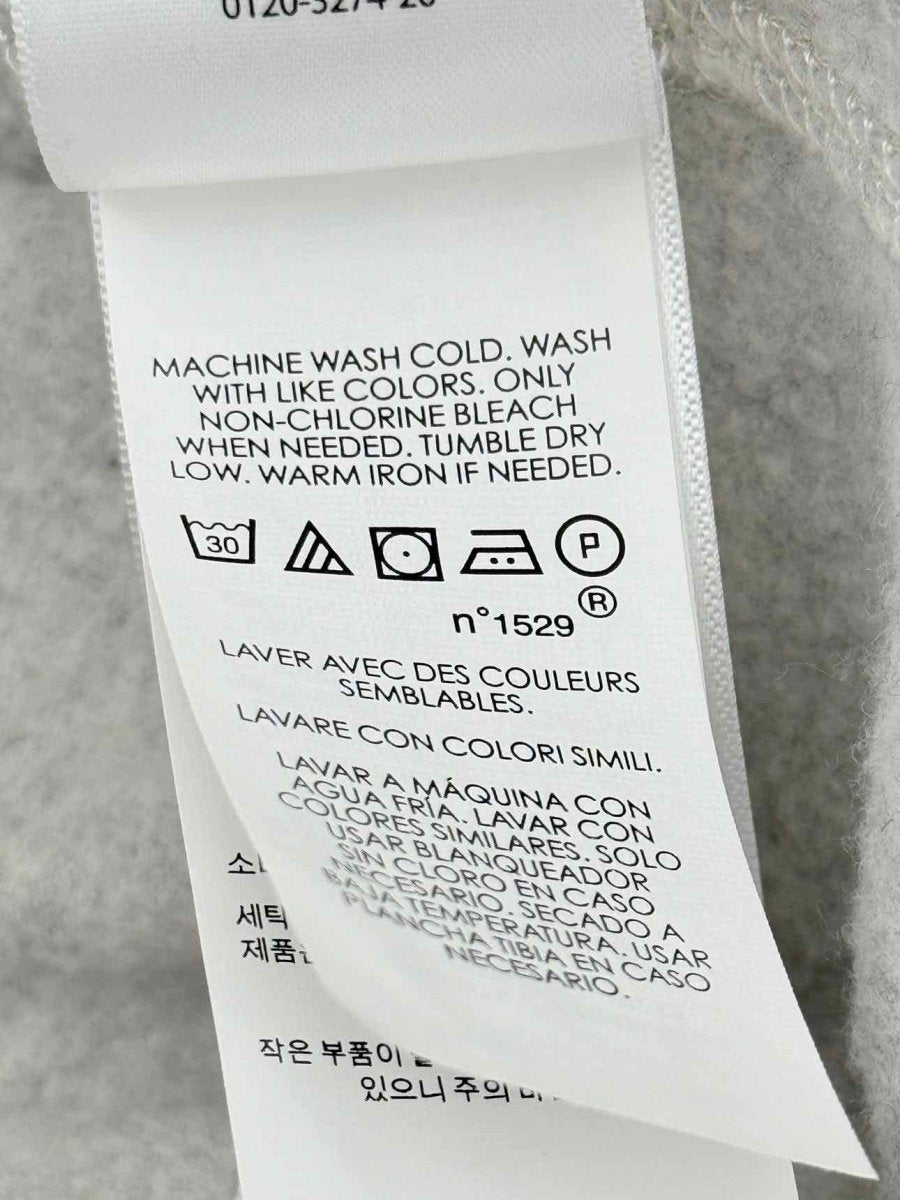 MACHINE WASH COLD. WASH
WITH LIKE COLORS. ONLY
NON-CHLORINE BLEACH
WHEN NEEDED. TUMBLE DRY
LOW. WARM IRON IF NEEDED.
30 P
n°1529 ®
LAVER AVEC DES COULEURS
SEMBLABLES.
LAVARE CON COLORI SIMILI.
LAVAR A MÁQUINA CON
AGUA FRÍA. LAVAR CON
COLORES SIMILARES. SOLO
USAR BLANQUEADOR
SIN CLORO EN CASO
NECESARIO. SECADO A
BAJA TEMPERATURA. USAR
PLANCHA TIBIA EN CASO
NECESARIO.
세탁
작은 부품이
있으니 주의